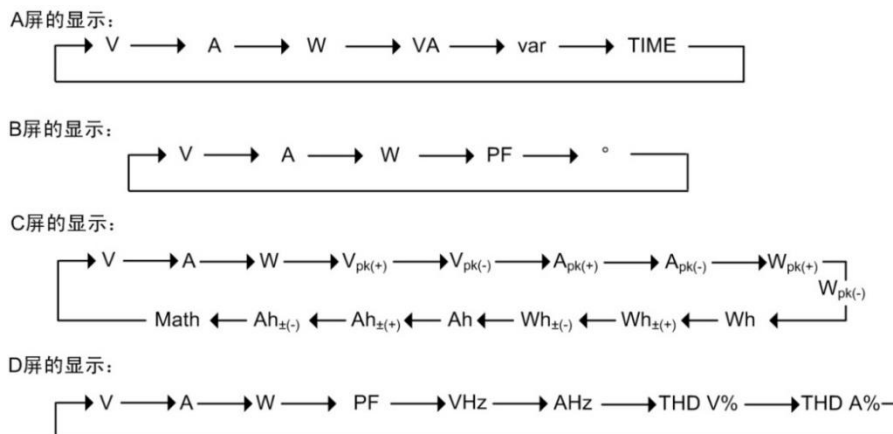 A屏的显示：
V A W VA var TIME
B屏的显示：
V A W PF °
C屏的显示：
V A W Vpk(+) Vpk(-) Apk(+) Apk(-) Wpk(+)
Wpk(-)
Math Ah±(-) Ah±(+) Ah Wh±(-) Wh±(+) Wh
D屏的显示：
V A W PF VHz AHz THD V% THD A%